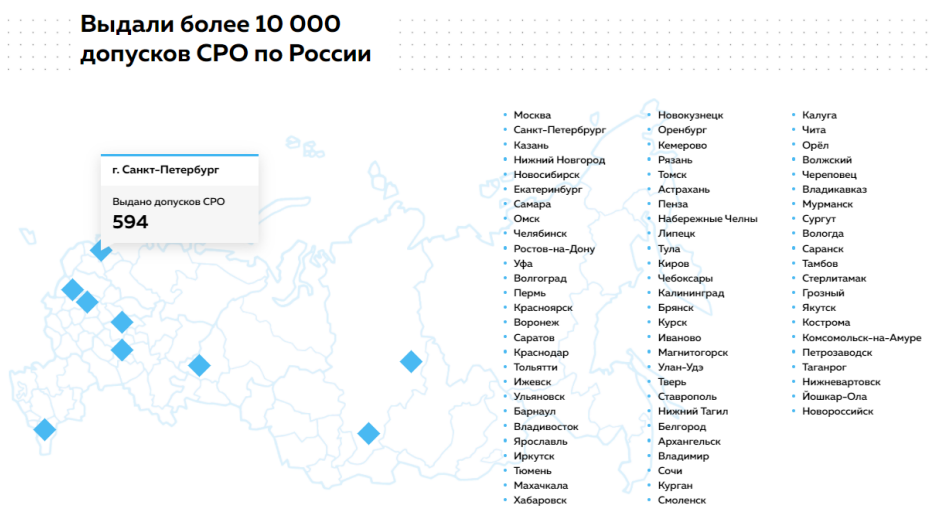 Выдали более 10 000
допусков СРО по России
г. Санкт-Петербург
Выдано допусков СРО
594
Москва
Санкт-Петербрург
Казань
Нижний Новгород
Новосибирск
Екатеринбург
Самара
Омск
Челябинск
Ростов-на-Дону
Уфа
Волгоград
Пермь
Красноярск
Воронеж
Саратов
Краснодар
Тольятти
Ижевск
Ульяновск
Барнаул
Владивосток
Ярославль
Иркутск
Тюмень
Махачкала
Хабаровск
Новокузнецк
Оренбург
Кемерово
Рязань
Томск
Астрахань
Пенза
Набережные Челны
Липецк
Тула
Киров
Чебоксары
Калининград
Брянск
Курск
Иваново
Магнитогорск
Улан-Удэ
Тверь
Ставрополь
Нижний Тагил
Белгород
Архангельск
Владимир
Сочи
Курган
Смоленск
Калуга
Чита
Орёл
Волжский
Череповец
Владикавказ
Мурманск
Сургут
Вологда
Саранск
Тамбов
Стерлитамак
Грозный
Якутск
Кострома
Комсомольск-на-Амуре
Петрозаводск
Таганрог
Нижневартовск
Йошкар-Ола
Новороссийск